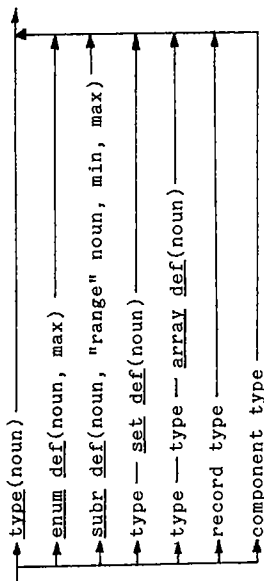 type(noun)
enum def(noun, max)
subr def(noun, "range" noun, min, max)
type — set def(noun)
type — type — array def(noun)
record type
component type